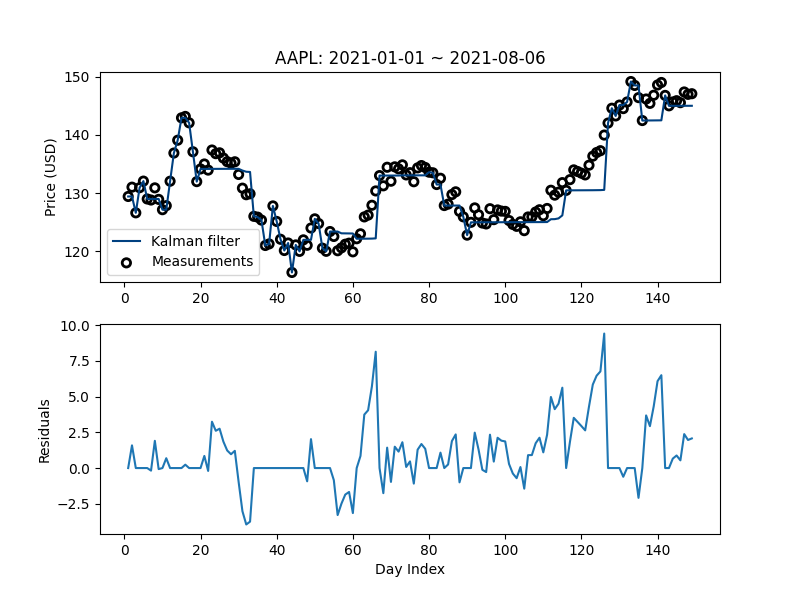 AAPL: 2021-01-01 ~ 2021-08-06
Price (USD)
150
140
130
120
Kalman filter
Measurements
0 20 40 60 80 100 120 140
Residuals
10.0
7.5
5.0
2.5
0.0
−2.5
0 20 40 60 80 100 120 140
Day Index